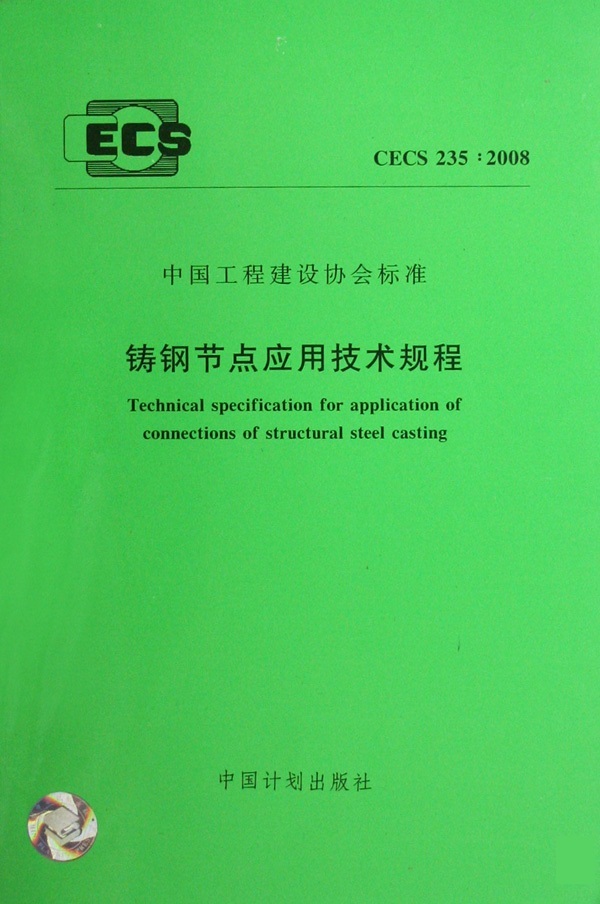 CECS
CECS 235:2008
中国工程建设协会标准
铸钢节点应用技术规程
Technical specification for application of
connections of structural steel casting
中国计划出版社